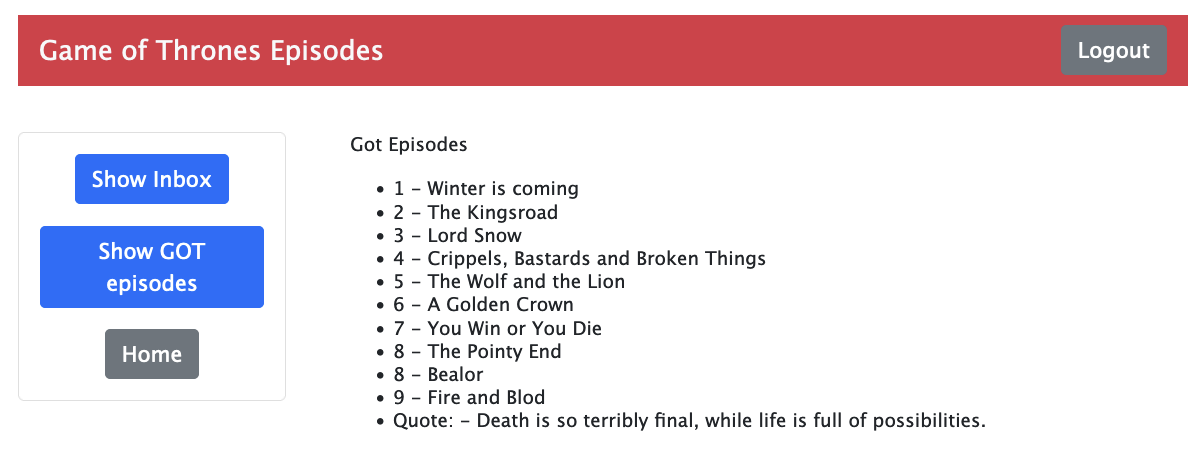 Game of Thrones Episodes
Logout
Show Inbox
Show GOT
episodes
Home
Got Episodes
• 1 – Winter is coming
• 2 – The Kingsroad
• 3 – Lord Snow
• 4 – Crippels, Bastards and Broken Things
• 5 – The Wolf and the Lion
• 6 – A Golden Crown
• 7 – You Win or You Die
• 8 – The Pointy End
• 8 – Bealor
• 9 – Fire and Blod
• Quote: – Death is so terribly final, while life is full of possibilities.